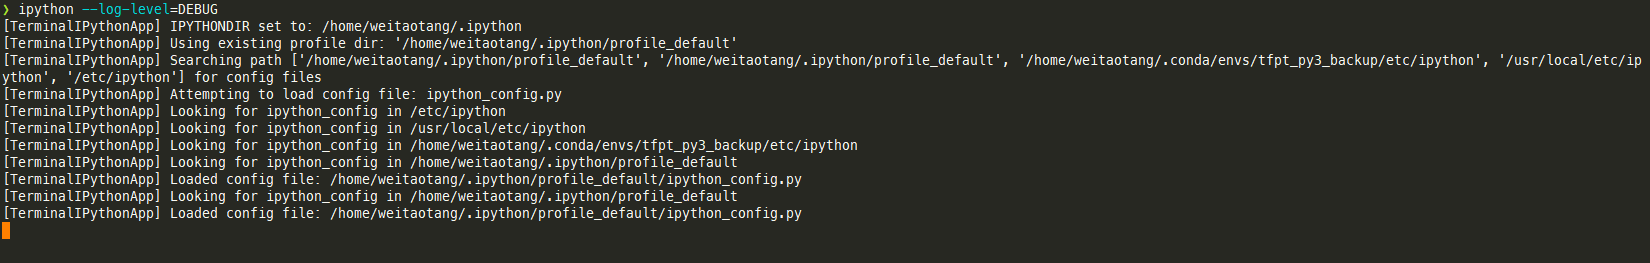 ❯ ipython --log-level=DEBUG
[TerminalIPythonApp] IPYTHONDIR set to: /home/weitaotang/.ipython
[TerminalIPythonApp] Using existing profile dir: '/home/weitaotang/.ipython/profile_default'
[TerminalIPythonApp] Searching path ['/home/weitaotang/.ipython/profile_default', '/home/weitaotang/.ipython/profile_default', '/home/weitaotang/.conda/envs/tfpt_py3_backup/etc/ipython', '/usr/local/etc/ip
ython', '/etc/ipython'] for config files
[TerminalIPythonApp] Attempting to load config file: ipython_config.py
[TerminalIPythonApp] Looking for ipython_config in /etc/ipython
[TerminalIPythonApp] Looking for ipython_config in /usr/local/etc/ipython
[TerminalIPythonApp] Looking for ipython_config in /home/weitaotang/.conda/envs/tfpt_py3_backup/etc/ipython
[TerminalIPythonApp] Looking for ipython_config in /home/weitaotang/.ipython/profile_default
[TerminalIPythonApp] Loaded config file: /home/weitaotang/.ipython/profile_default/ipython_config.py
[TerminalIPythonApp] Looking for ipython_config in /home/weitaotang/.ipython/profile_default
[TerminalIPythonApp] Loaded config file: /home/weitaotang/.ipython/profile_default/ipython_config.py